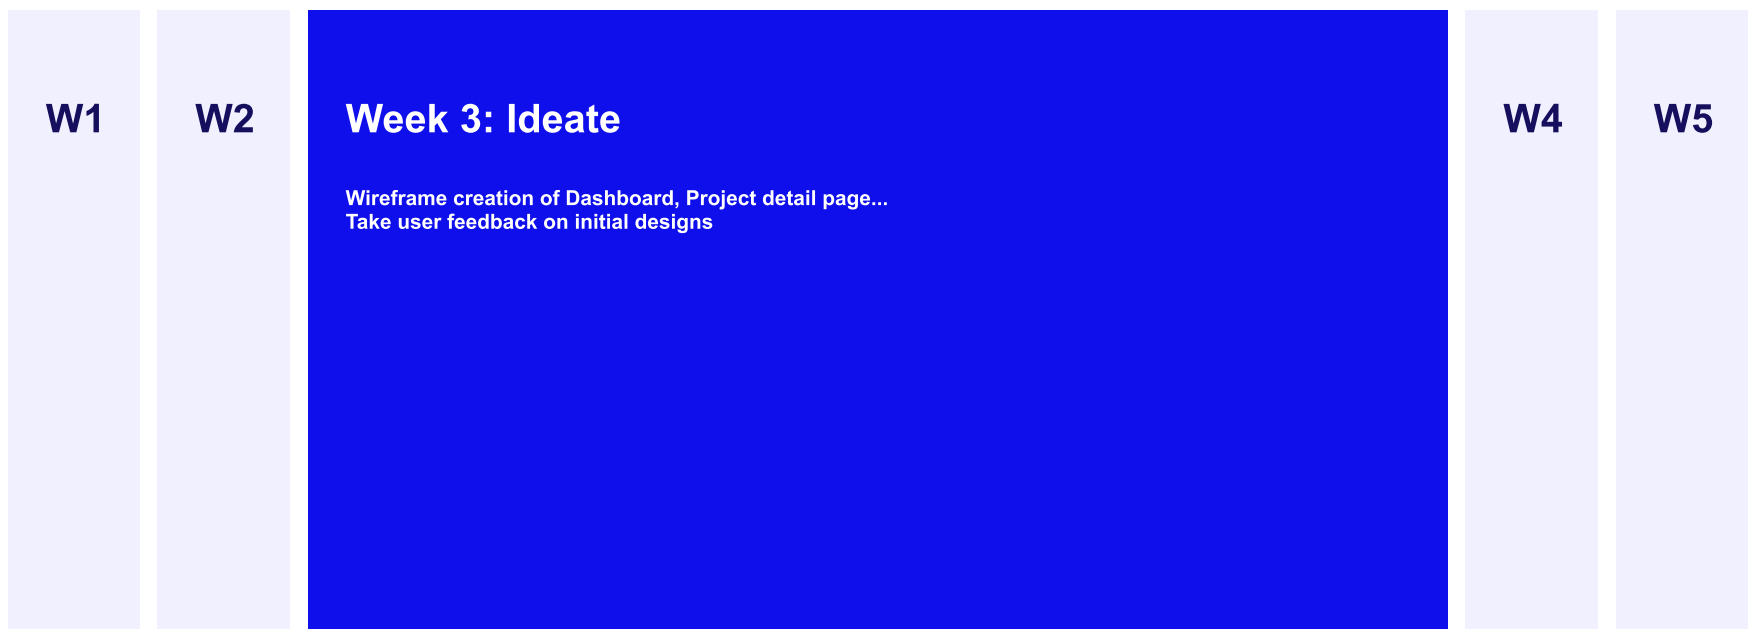 W1
W2
Week 3: Ideate
Wireframe creation of Dashboard, Project detail page...
Take user feedback on initial designs
W4
W5